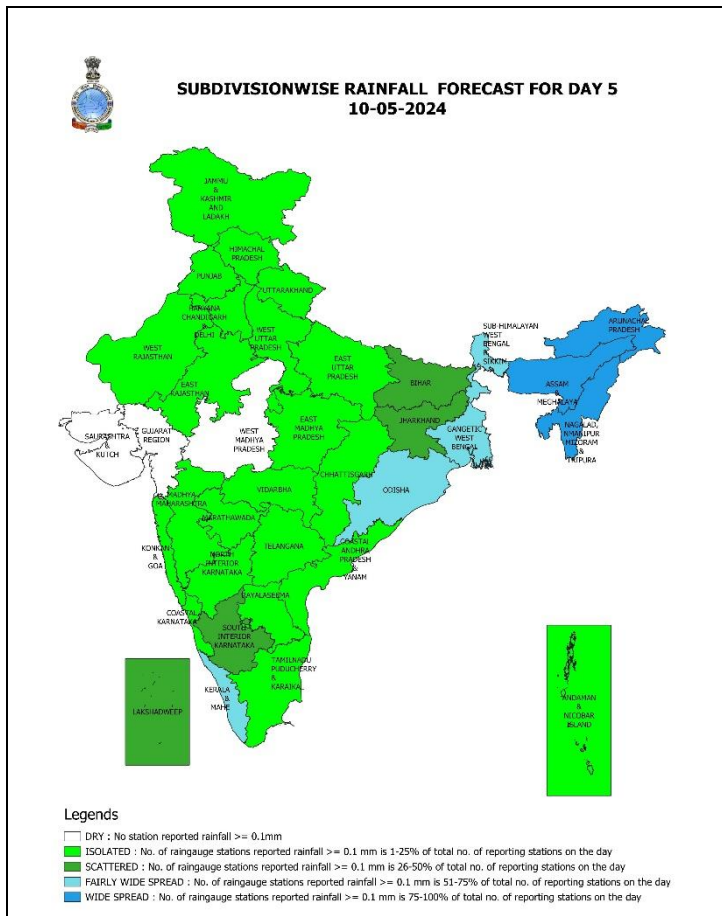 SUBDIVISIONWISE RAINFALL FORECAST FOR DAY 5
10-05-2024
JAMMU
&
KASHMIR
AND
LADAKH
HIMACHAL
PRADESH
PUNJAB
UTTARAKHAND
HARYANA
CHANDIGARH
&
DELHI
WEST
UTTAR
PRADESH
WEST
RAJASTHAN
EAST
UTTAR
PRADESH
EAST
RAJASTHAN
SUB HIMALAYAN
WEST
BENGAL
&
SIKKIM
ARUNACHAL
PRADESH
ASSAM
&
MEGHALAYA
NAGALAD,
NMANIPUR
MIZORAM
&
TRIPURA
BIHAR
JHARKHAND
GANGETIC
WEST
BENGAL
SAURASHTRA
&
KUTCH
GUJARAT
REGION
WEST
MADHYA
PRADESH
EAST
MADHYA
PRADESH
CHHATTISGARH
ODISHA
VIDARBHA
MADHYA
MAHARASHTRA
MARATHAWADA
KONKAN
&
GOA
NORTH
INTERIOR
KARNATAKA
TELANGANA
COASTAL
ANDHRA
PRADESH
&
YANAM
RAYALASEEMA
COASTAL
KARNATAKA
SOUTH
INTERIOR
KARNATAKA
TAMILNADU
PUDUCHERRY
&
KARAIKAL
KERALA
&
MAHE
LAKSHADWEEP
ANDAMAN
&
NICOBAR
ISLAND
Legends
DRY : No station reported rainfall >= 0.1mm
ISOLATED : No. of raingauge stations reported rainfall >= 0.1 mm is 1-25% of total no. of reporting stations on the day
SCATTERED : No. of raingauge stations reported rainfall >= 0.1 mm is 26-50% of total no. of reporting stations on the day
FAIRLY WIDE SPREAD : No. of raingauge stations reported rainfall >= 0.1 mm is 51-75% of total no. of reporting stations on the day
WIDE SPREAD : No. of raingauge stations reported rainfall >= 0.1 mm is 75-100% of total no. of reporting stations on the day